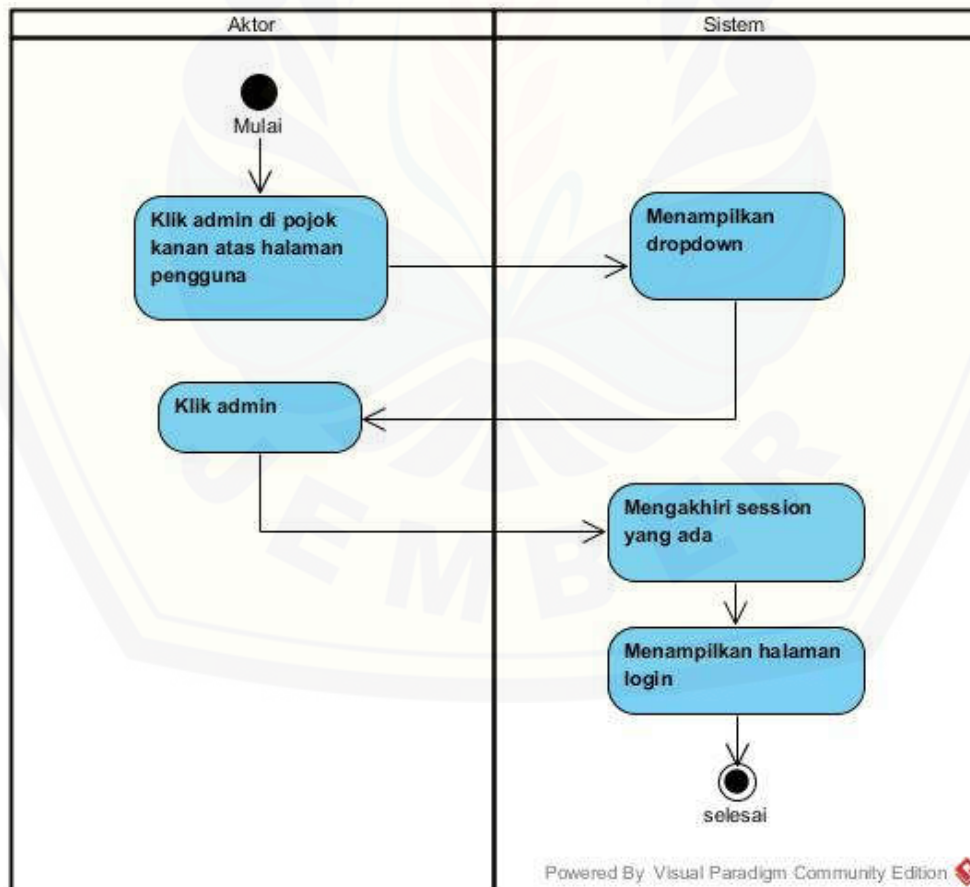 Aktor
Sistem
Mulai
Klik admin di pojok
kanan atas halaman
pengguna
Menampilkan
dropdown
Klik admin
Mengakhiri session
yang ada
Menampilkan halaman
login
selesai
JEMBER
Powered By Visual Paradigm Community Edition